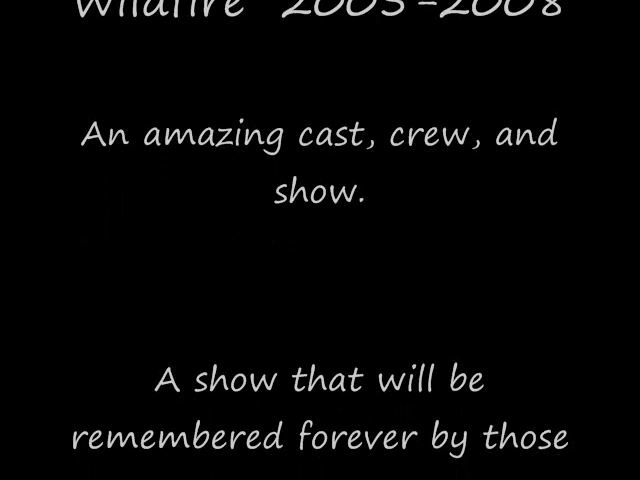 Wildfire 2005-2008
An amazing cast, crew, and
show.
A show that will be
remembered forever by those